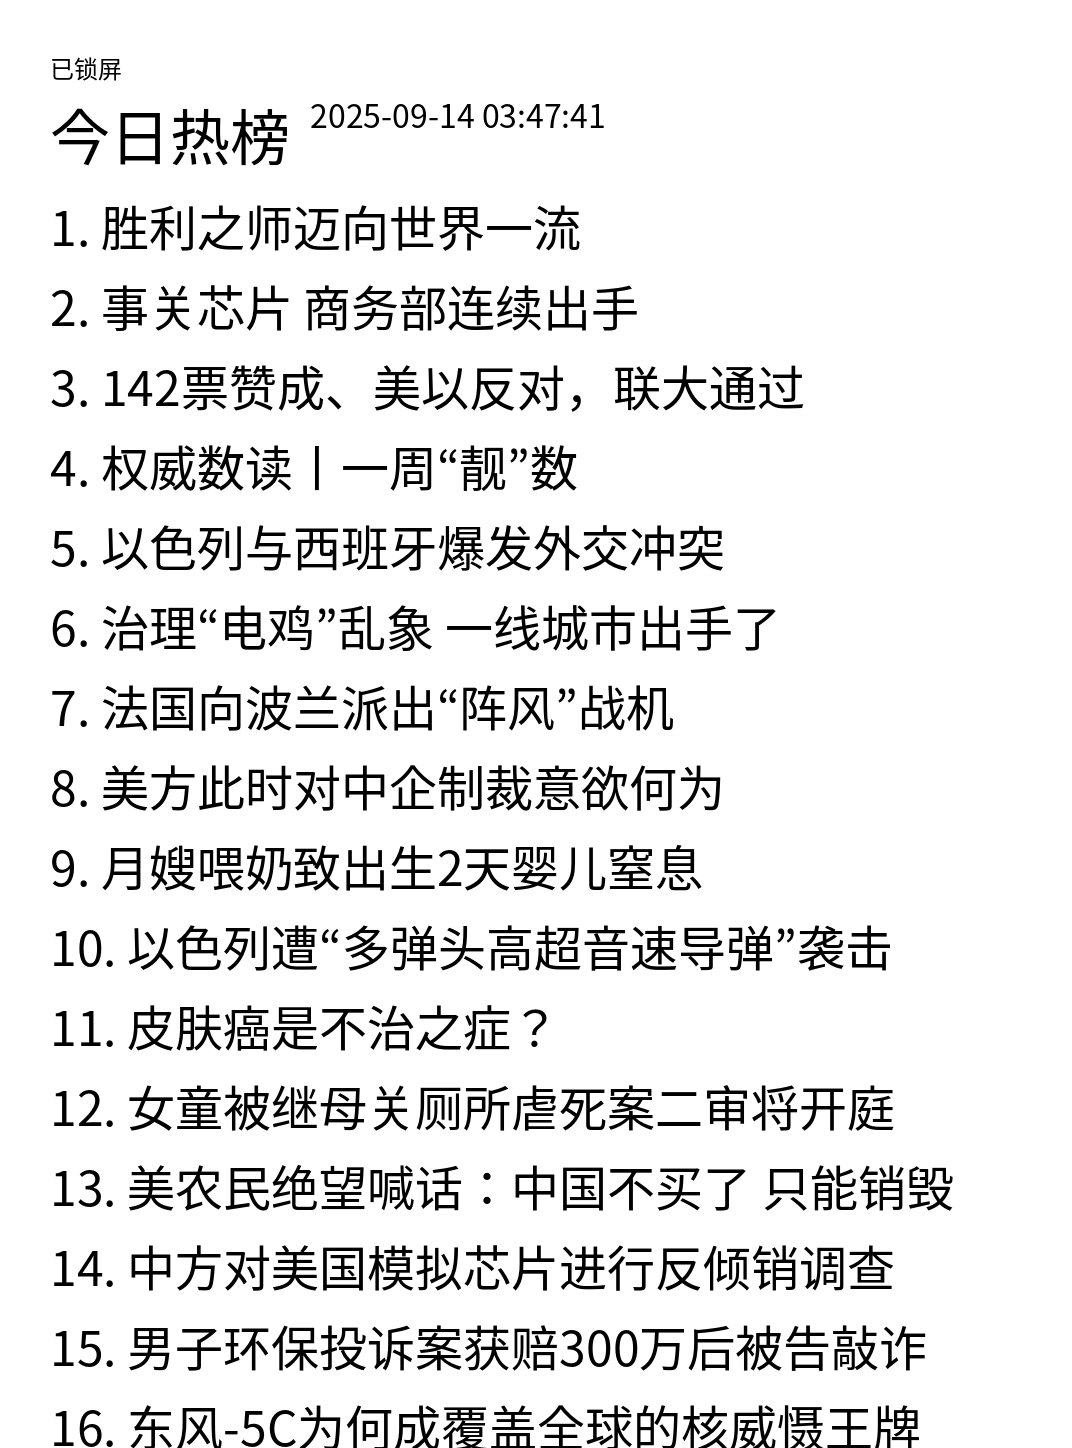 已锁屏
今日热榜 2025-09-14 03:47:41
1. 胜利之师迈向世界一流
2. 事关芯片 商务部连续出手
3. 142票赞成、美以反对，联大通过
4. 权威数读丨一周“靓”数
5. 以色列与西班牙爆发外交冲突
6. 治理“电鸡”乱象 一线城市出手了
7. 法国向波兰派出“阵风”战机
8. 美方此时对中企制裁意欲何为
9. 月嫂喂奶致出生2天婴儿窒息
10. 以色列遭“多弹头高超音速导弹”袭击
11. 皮肤癌是不治之症？
12. 女童被继母关厕所虐死案二审将开庭
13. 美农民绝望喊话：中国不买了 只能销毁
14. 中方对美国模拟芯片进行反倾销调查
15. 男子环保投诉案获赔300万后被告敲诈
16. 东风-5C为何成覆盖全球的核威慑王牌